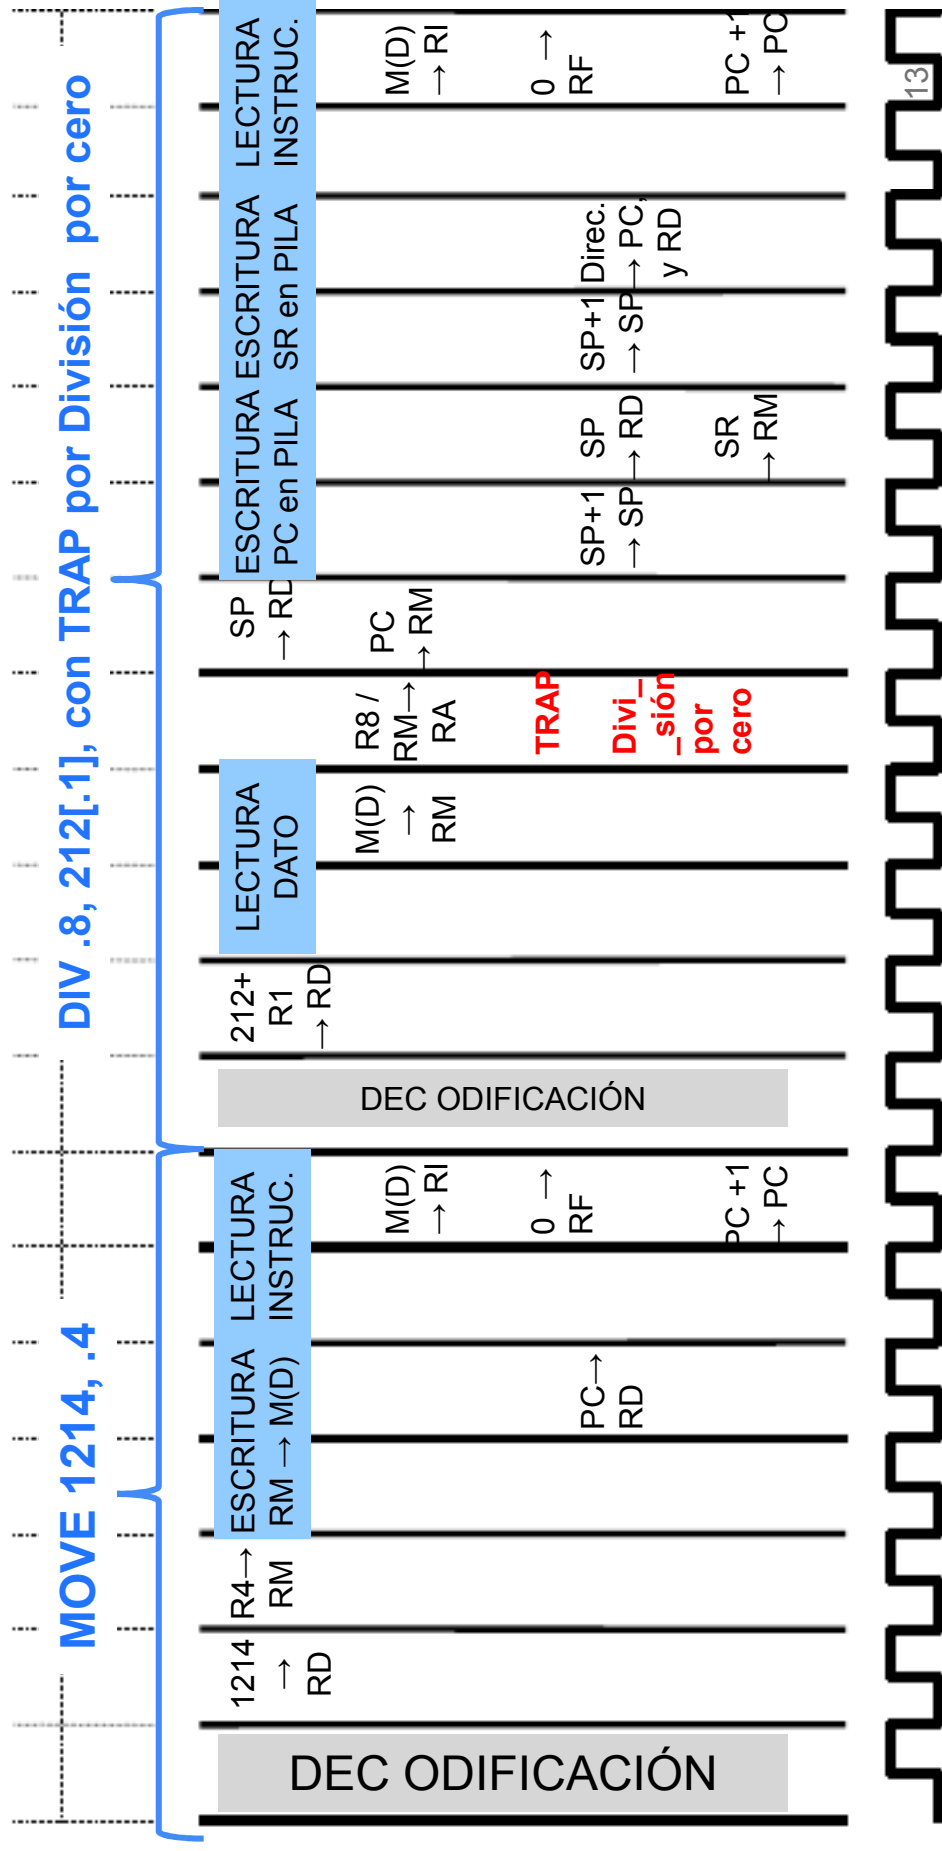 MOVE 1214, .4
DIV .8, 212[.1], con TRAP por División por cero
DEC ODIFICACIÓN
1214
→
RD
R4→
RM
ESCRITURA
RM → M(D)
PC→
RD
LECTURA
INSTRUC.
M(D)
→ RI
0 →
RF
PC +1
→ PC
DEC ODIFICACIÓN
212+
R1
→ RD
LECTURA
DATO
M(D)
→
RM
R8 /
RM→
RA
TRAP
Divi_
_sión
por
cero
SP
→ RD
PC
→ RM
ESCRITURA
PC en PILA
SP+1
→ SP
SP
→ RD
SR
→ RM
ESCRITURA
SR en PILA
SP+1
→ SP
Direc.
→ PC,
y RD
LECTURA
INSTRUC.
M(D)
→ RI
0 →
RF
PC +1
→ PC
13